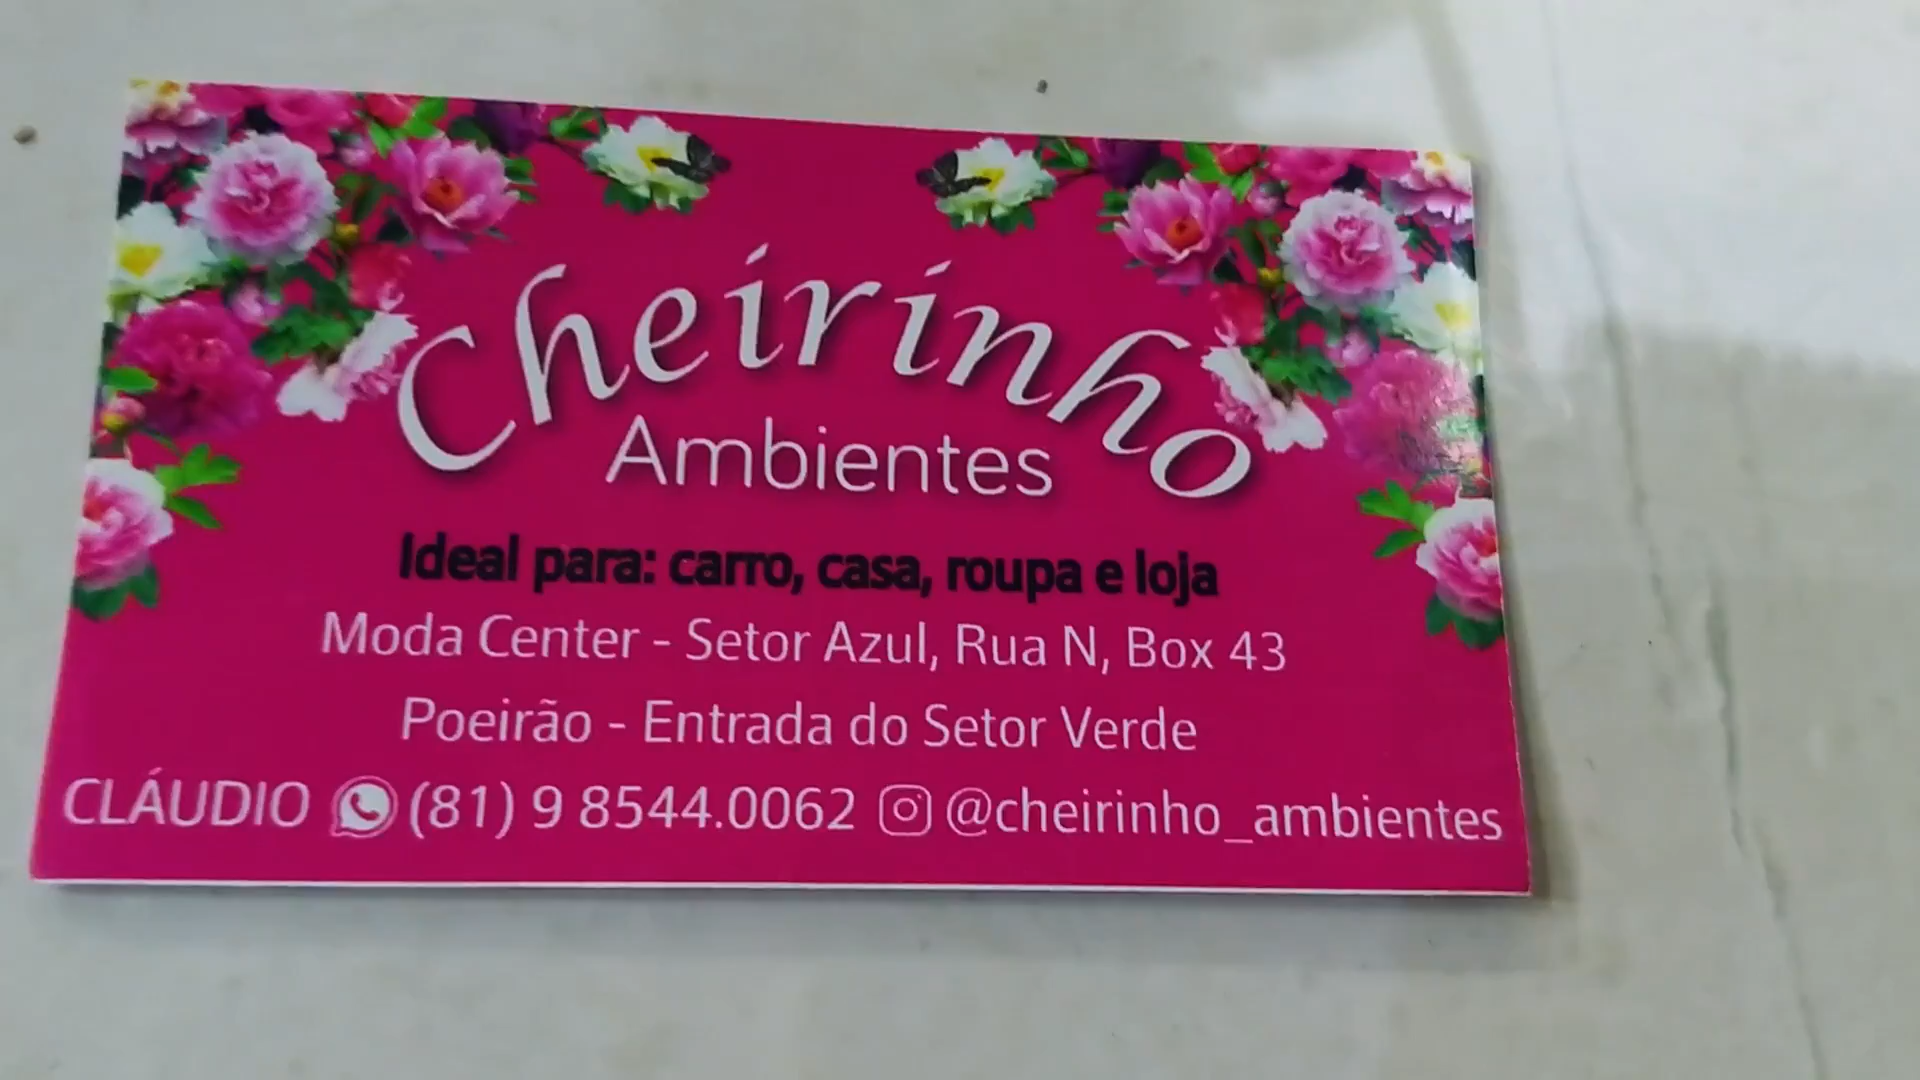 Cheirinho
Ambientes
Ideal para: carro, casa, roupa e loja
Moda Center - Setor Azul, Rua N, Box 43
Poeirão - Entrada do Setor Verde
CLÁUDIO (81) 9 8544.0062 @cheirinho_ambientes